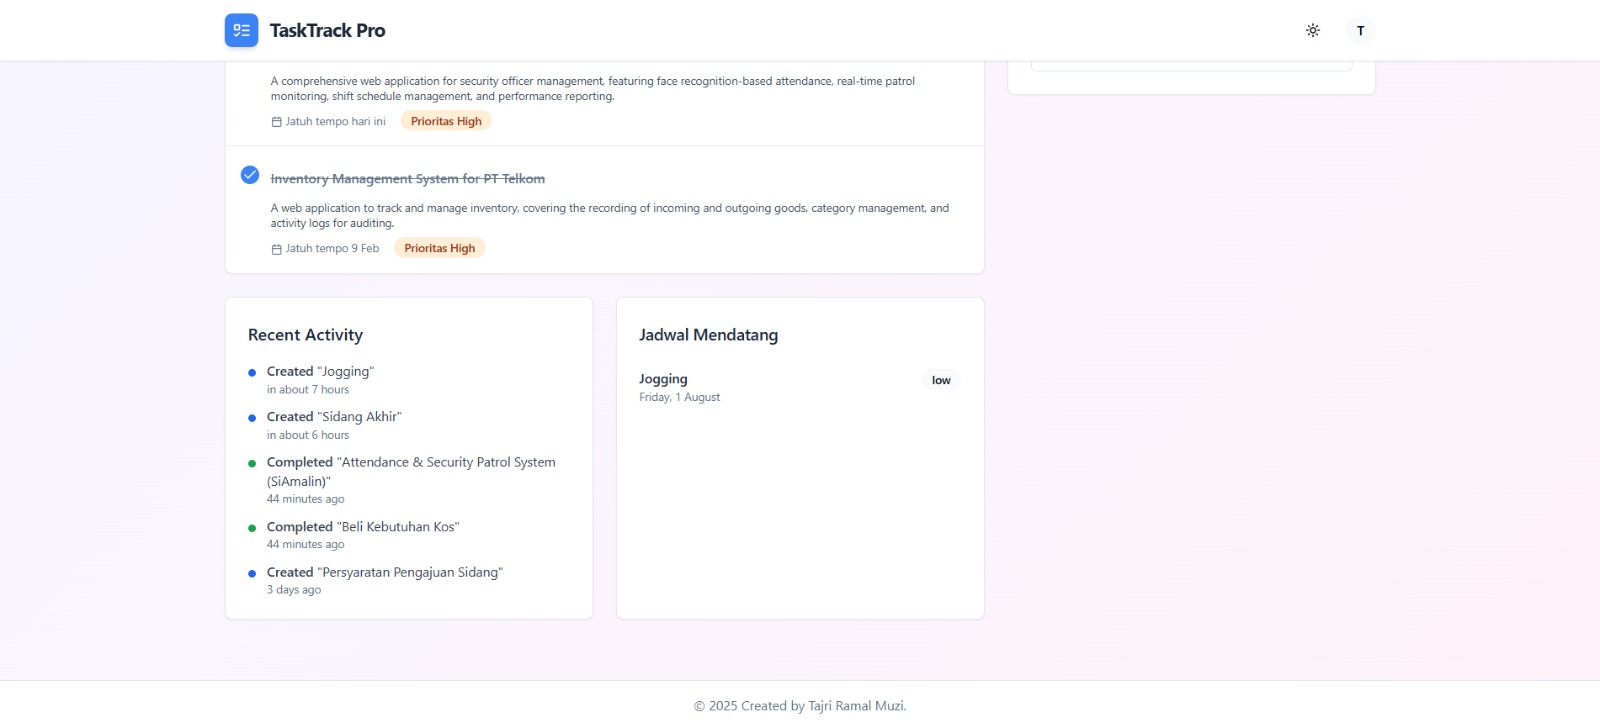 TaskTrack Pro
T
A comprehensive web application for security officer management, featuring face recognition-based attendance, real-time patrol
monitoring, shift schedule management, and performance reporting.
Jatuh tempo hari ini
Prioritas High
Inventory Management System for PT Telkom
A web application to track and manage inventory, covering the recording of incoming and outgoing goods, category management, and
activity logs for auditing.
Jatuh tempo 9 Feb
Prioritas High
Recent Activity
Created "Jogging"
in about 7 hours
Created "Sidang Akhir"
in about 6 hours
Completed "Attendance & Security Patrol System
(SiAmalin)"
44 minutes ago
Completed "Beli Kebutuhan Kos"
44 minutes ago
Created "Persyaratan Pengajuan Sidang"
3 days ago
Jadwal Mendatang
Jogging
low
Friday, 1 August
© 2025 Created by Tajri Ramal Muzi.